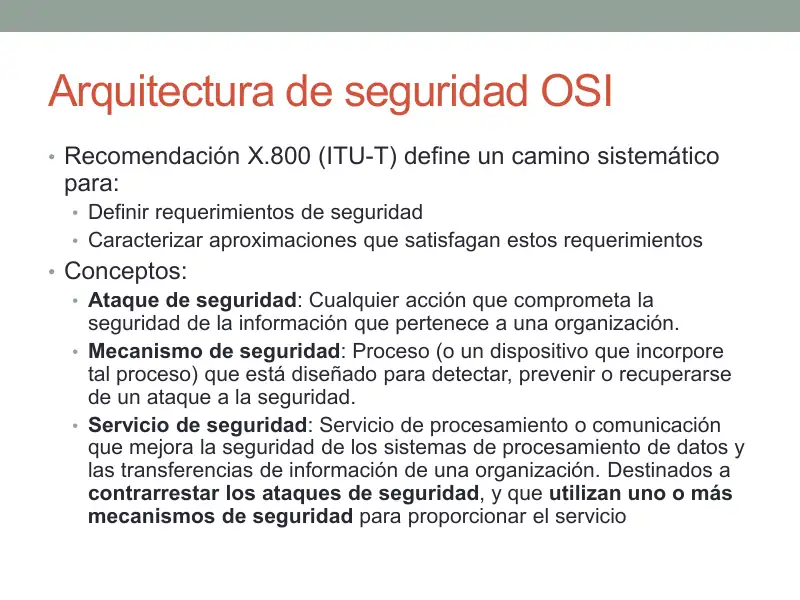 Arquitectura de seguridad OSI
• Recomendación X.800 (ITU-T) define un camino sistemático
para:
• Definir requerimientos de seguridad
• Caracterizar aproximaciones que satisfagan estos requerimientos
• Conceptos:
• Ataque de seguridad: Cualquier acción que comprometa la
seguridad de la información que pertenece a una organización.
• Mecanismo de seguridad: Proceso (o un dispositivo que incorpore
tal proceso) que está diseñado para detectar, prevenir o recuperarse
de un ataque a la seguridad.
• Servicio de seguridad: Servicio de procesamiento o comunicación
que mejora la seguridad de los sistemas de procesamiento de datos y
las transferencias de información de una organización. Destinados a
contrarrestar los ataques de seguridad, y que utilizan uno o más
mecanismos de seguridad para proporcionar el servicio